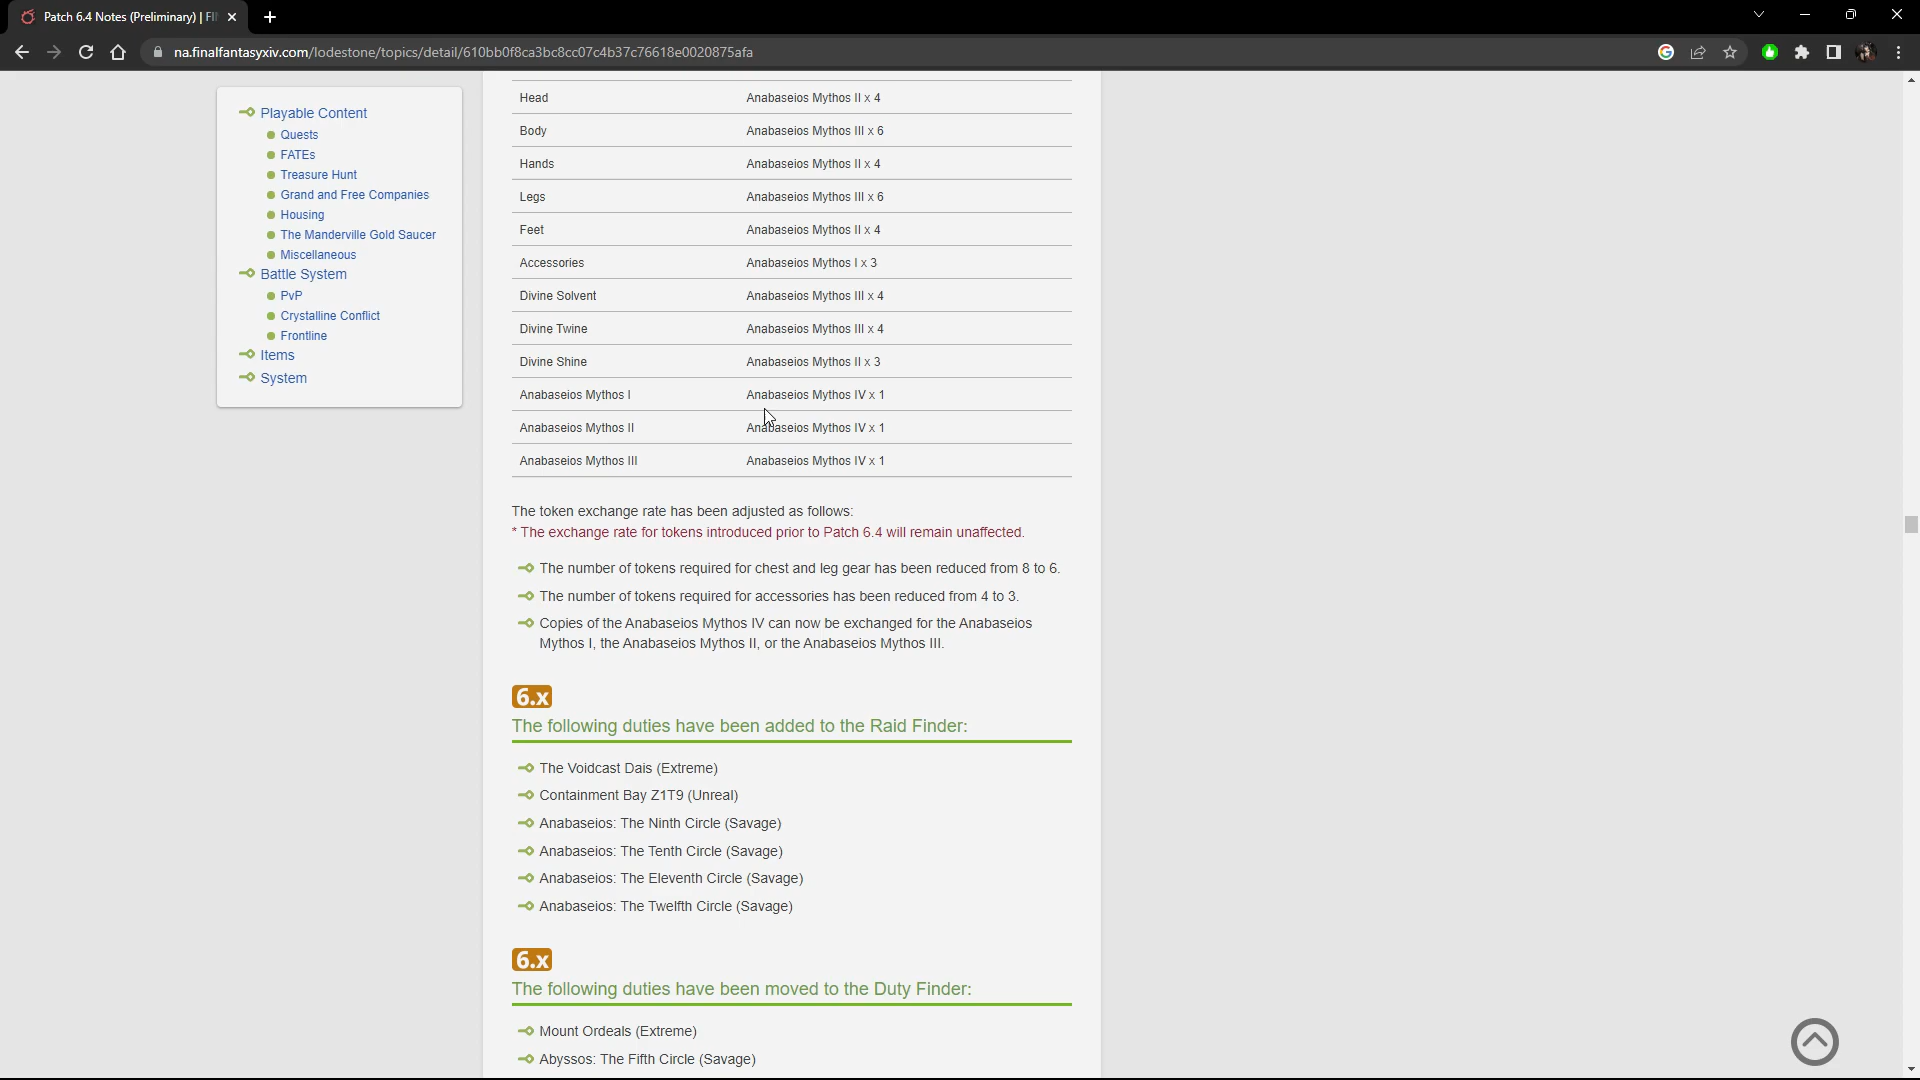 Patch 6.4 Notes (Preliminary) | FI
na.finalfantasyxiv.com/lodestone/topics/detail/610bb0f8ca3bc8cc07c4b37c76618e0020875afa
Playable Content
Quests
FATEs
Treasure Hunt
Grand and Free Companies
Housing
The Manderville Gold Saucer
Miscellaneous
Battle System
PvP
Crystalline Conflict
Frontline
Items
System
Head Anabaseios Mythos II x 4
Body Anabaseios Mythos III x 6
Hands Anabaseios Mythos II x 4
Legs Anabaseios Mythos III x 6
Feet Anabaseios Mythos II x 4
Accessories Anabaseios Mythos I x 3
Divine Solvent Anabaseios Mythos III x 4
Divine Twine Anabaseios Mythos III x 4
Divine Shine Anabaseios Mythos II x 3
Anabaseios Mythos I Anabaseios Mythos IV x 1
Anabaseios Mythos II Anabaseios Mythos IV x 1
Anabaseios Mythos III Anabaseios Mythos IV x 1
The token exchange rate has been adjusted as follows:
* The exchange rate for tokens introduced prior to Patch 6.4 will remain unaffected.
The number of tokens required for chest and leg gear has been reduced from 8 to 6.
The number of tokens required for accessories has been reduced from 4 to 3.
Copies of the Anabaseios Mythos IV can now be exchanged for the Anabaseios
Mythos I, the Anabaseios Mythos II, or the Anabaseios Mythos III.
6.x
The following duties have been added to the Raid Finder:
The Voidcast Dais (Extreme)
Containment Bay Z1T9 (Unreal)
Anabaseios: The Ninth Circle (Savage)
Anabaseios: The Tenth Circle (Savage)
Anabaseios: The Eleventh Circle (Savage)
Anabaseios: The Twelfth Circle (Savage)
6.x
The following duties have been moved to the Duty Finder:
Mount Ordeals (Extreme)
Abyssos: The Fifth Circle (Savage)